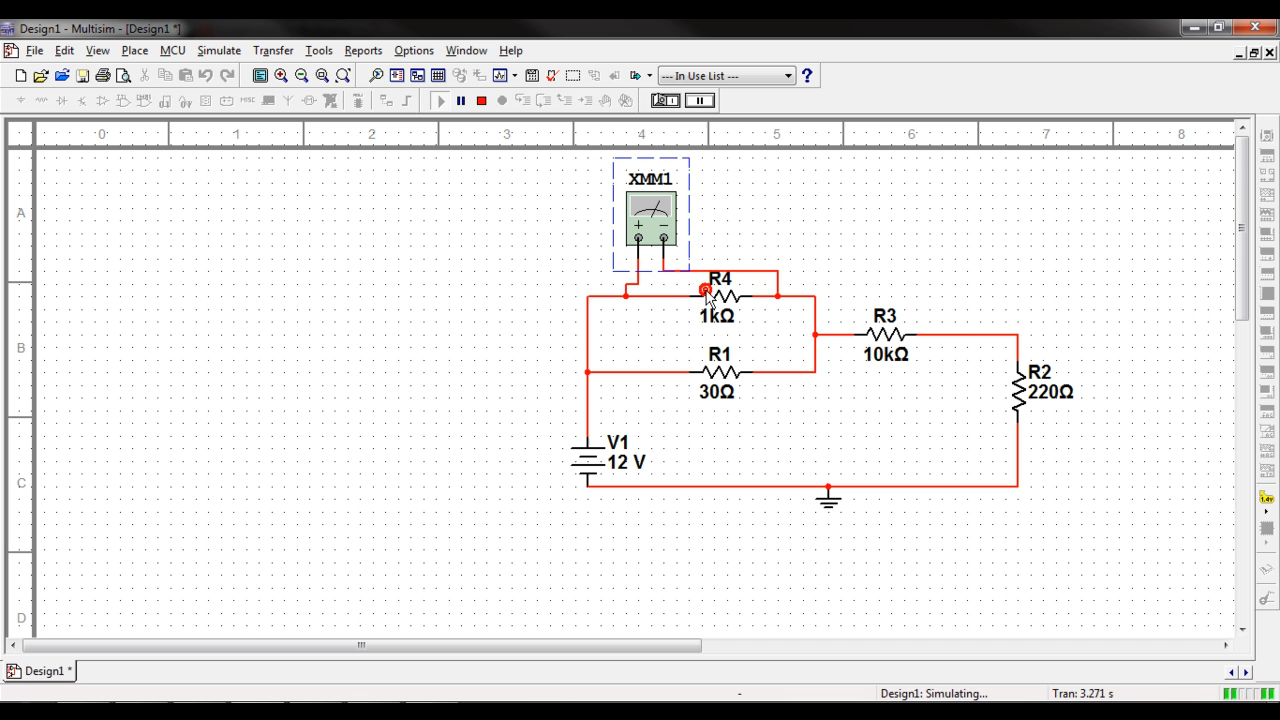 Design1 - Multisim - [Design1 *]
File Edit View Place MCU Simulate Transfer Tools Reports Options Window Help
--- In Use List ---
0 1 2 3 4 5 6 7 8
A
B
C
D
XMM1
+ −
R4
1kΩ
R3
10kΩ
R1
30Ω
R2
220Ω
V1
12 V
Design1 *
- Design1: Simulating... Tran: 3.271 s